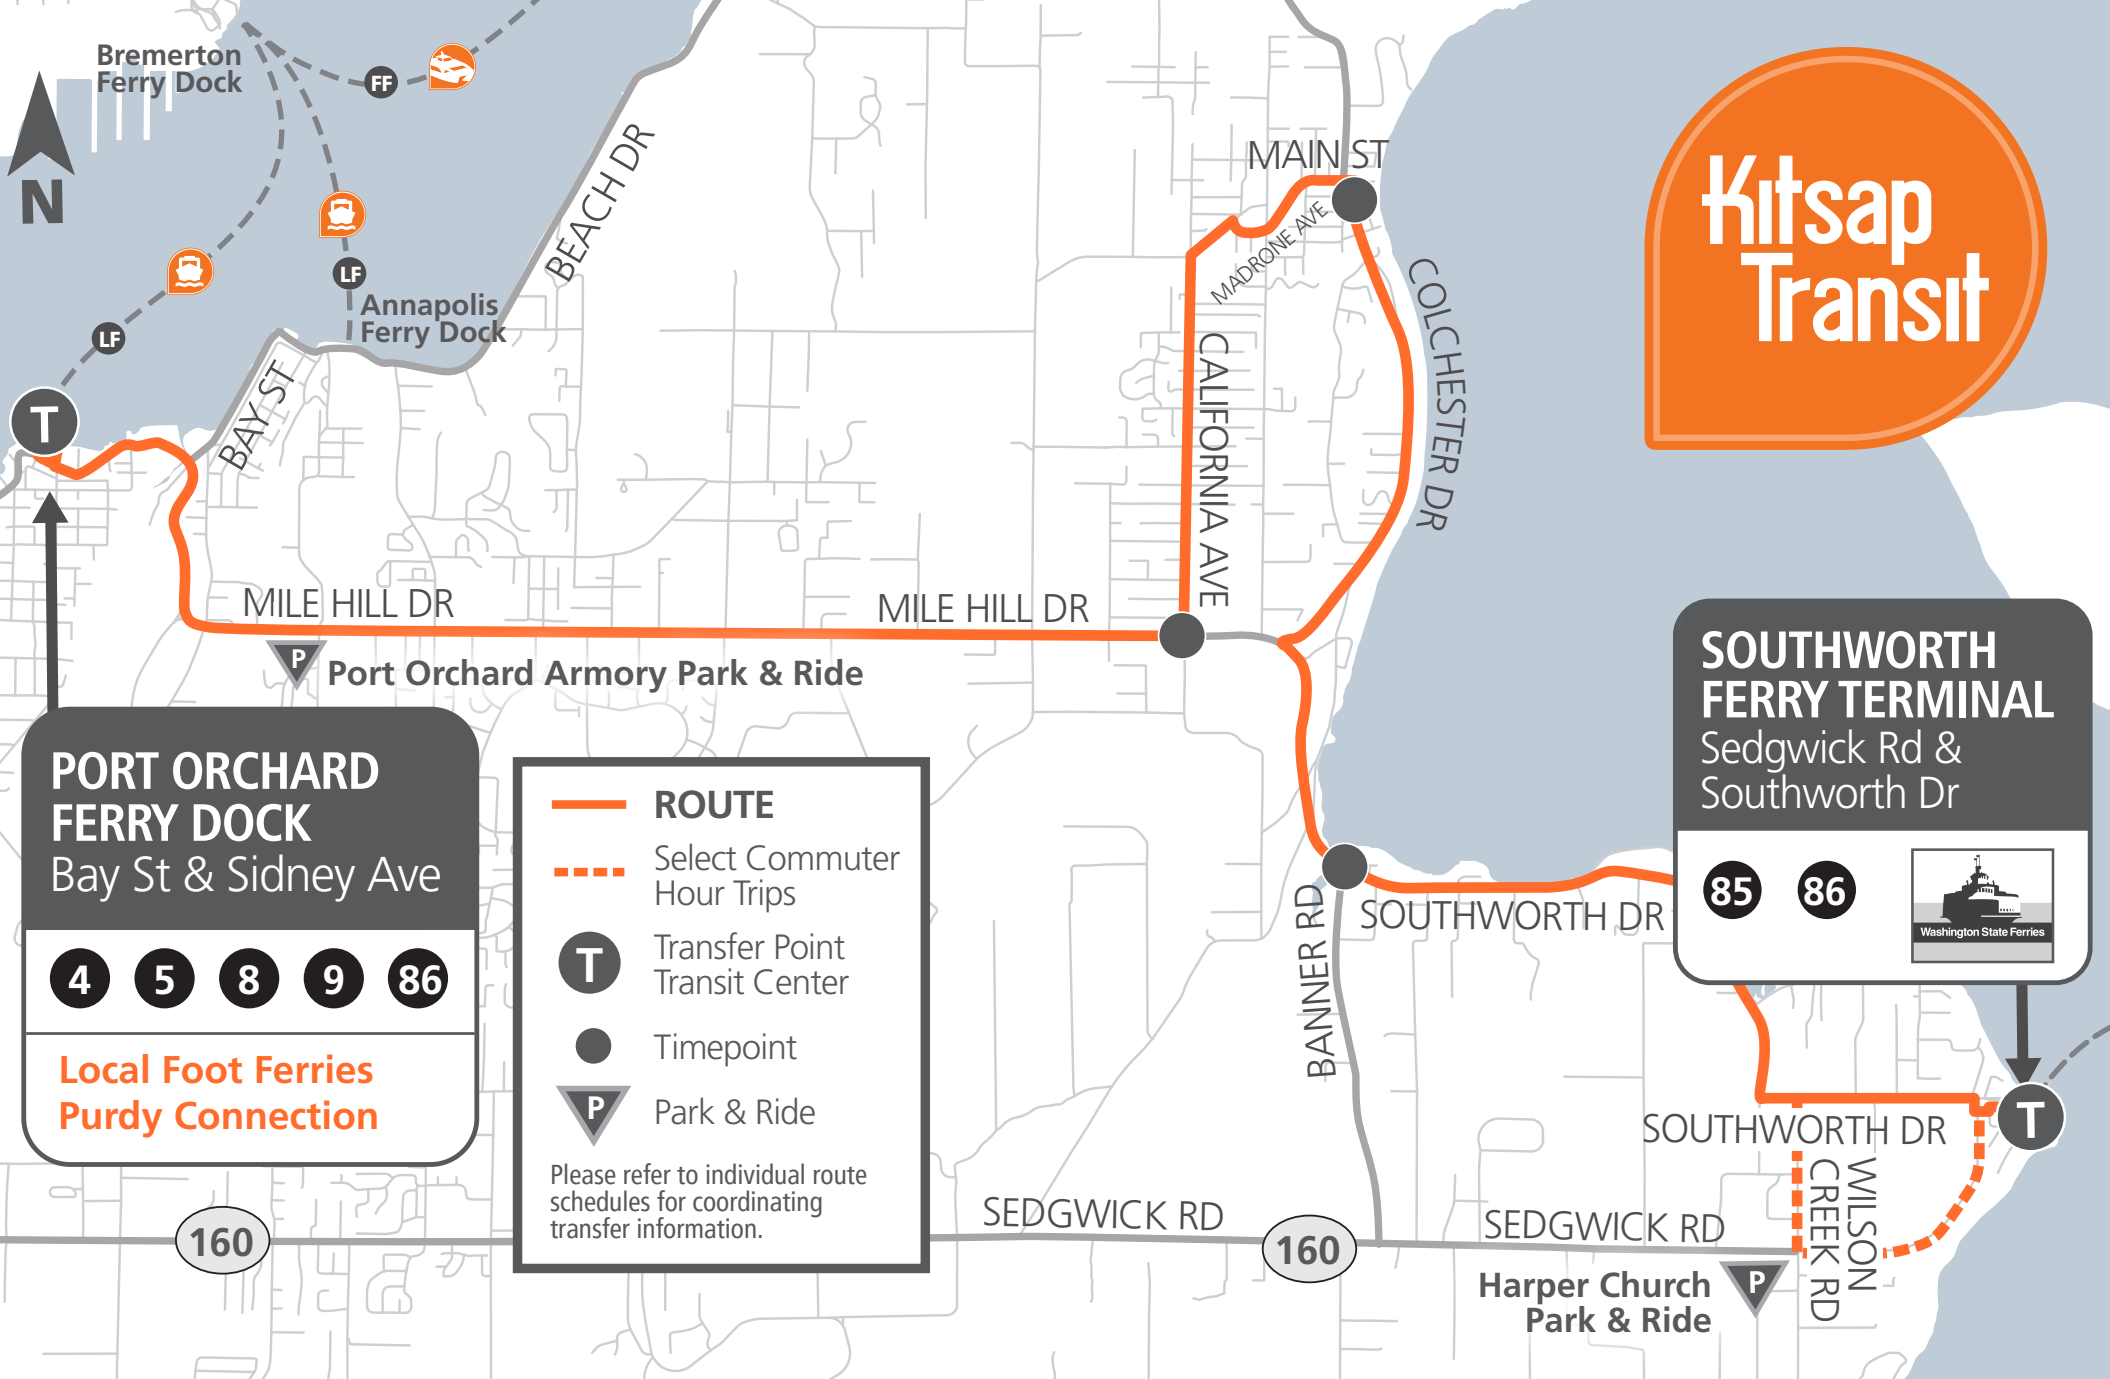 Bremerton
Ferry Dock
FF
N
LF
LF
Annapolis
Ferry Dock
BEACH DR
BAY ST
T
MAIN ST
MADRONE AVE
COLCHESTER DR
CALIFORNIA AVE
Kitsap
Transit
MILE HILL DR
MILE HILL DR
P
Port Orchard Armory Park & Ride
PORT ORCHARD
FERRY DOCK
Bay St & Sidney Ave
4 5 8 9 86
Local Foot Ferries
Purdy Connection
ROUTE
Select Commuter
Hour Trips
T
Transfer Point
Transit Center
Timepoint
P
Park & Ride
Please refer to individual route
schedules for coordinating
transfer information.
SOUTHWORTH
FERRY TERMINAL
Sedgwick Rd &
Southworth Dr
85 86
Washington State Ferries
SOUTHWORTH DR
BANNER RD
SOUTHWORTH DR
T
WILSON
CREEK RD
SEDGWICK RD
SEDGWICK RD
160
160
Harper Church
Park & Ride
P